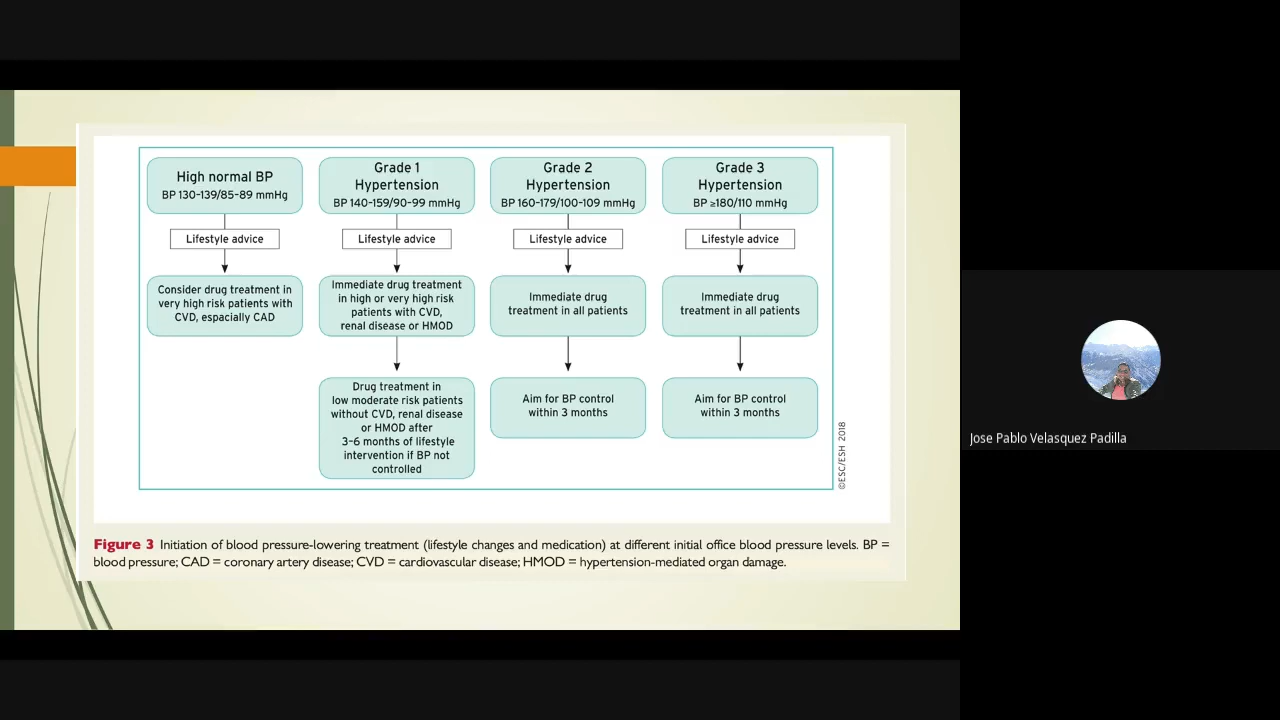 High normal BP
BP 130-139/85-89 mmHg
Lifestyle advice
Consider drug treatment in
very high risk patients with
CVD, espacially CAD
Grade 1
Hypertension
BP 140-159/90-99 mmHg
Lifestyle advice
Immediate drug treatment
in high or very high risk
patients with CVD,
renal disease or HMOD
Drug treatment in
low moderate risk patients
without CVD, renal disease
or HMOD after
3-6 months of lifestyle
intervention if BP not
controlled
Grade 2
Hypertension
BP 160-179/100-109 mmHg
Lifestyle advice
Immediate drug
treatment in all patients
Aim for BP control
within 3 months
Grade 3
Hypertension
BP ≥180/110 mmHg
Lifestyle advice
Immediate drug
treatment in all patients
Aim for BP control
within 3 months
©ESC/ESH 2018
Figure 3 Initiation of blood pressure-lowering treatment (lifestyle changes and medication) at different initial office blood pressure levels. BP =
blood pressure; CAD = coronary artery disease; CVD = cardiovascular disease; HMOD = hypertension-mediated organ damage.
Jose Pablo Velasquez Padilla